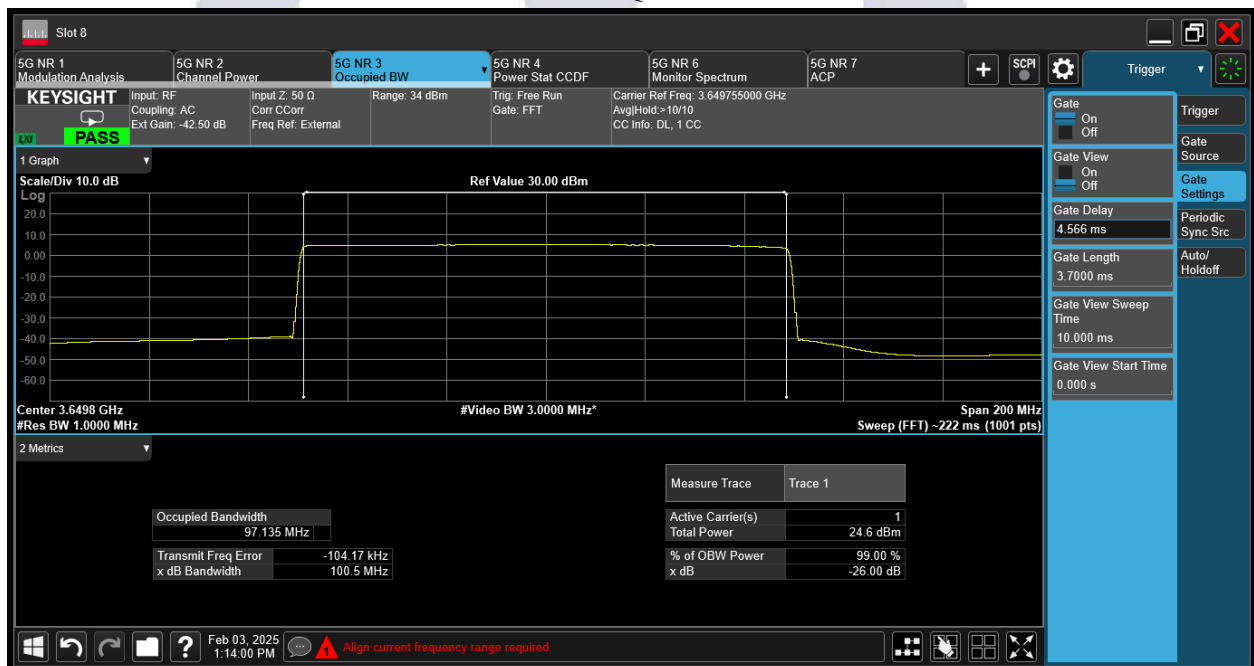 Slot 8
5G NR 1
Modulation Analysis
5G NR 2
Channel Power
5G NR 3
Occupied BW
5G NR 4
Power Stat CCDF
5G NR 6
Monitor Spectrum
5G NR 7
ACP
+
SCPI
Trigger
KEYSIGHT
LXI
PASS
Input: RF
Coupling: AC
Ext Gain: -42.50 dB
Input Z: 50 Ω
Corr CCorr
Freq Ref: External
Range: 34 dBm
Trig: Free Run
Gate: FFT
Carrier Ref Freq: 3.649755000 GHz
Avg|Hold:>10/10
CC Info: DL, 1 CC
1 Graph
Scale/Div 10.0 dB
Ref Value 30.00 dBm
Log
20.0
10.0
0.00
-10.0
-20.0
-30.0
-40.0
-50.0
-60.0
Center 3.6498 GHz
#Video BW 3.0000 MHz*
Span 200 MHz
#Res BW 1.0000 MHz
Sweep (FFT) ~222 ms (1001 pts)
2 Metrics
Measure Trace Trace 1
Occupied Bandwidth
97.135 MHz
Active Carrier(s) 1
Total Power 24.6 dBm
Transmit Freq Error -104.17 kHz
x dB Bandwidth 100.5 MHz
% of OBW Power 99.00 %
x dB -26.00 dB
Gate
On
Off
Gate View
On
Off
Gate Delay
4.566 ms
Gate Length
3.7000 ms
Gate View Sweep
Time
10.000 ms
Gate View Start Time
0.000 s
Trigger
Gate
Source
Gate
Settings
Periodic
Sync Src
Auto/
Holdoff
?
Feb 03, 2025
1:14:00 PM
1
Align current frequency range required